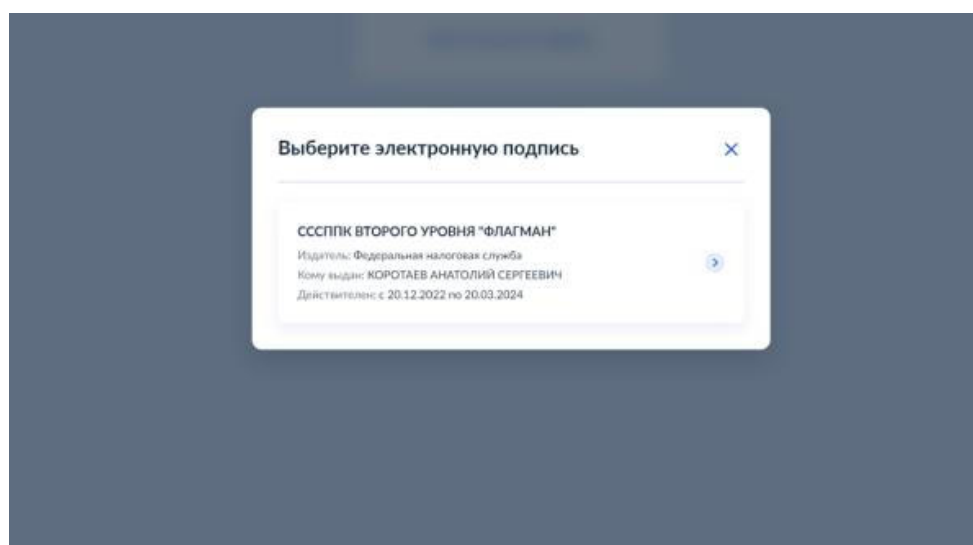 Выберите электронную подпись
СССППК ВТОРОГО УРОВНЯ "ФЛАГМАН"
Издатель: Федеральная налоговая служба
Кому выдан: КОРОТАЕВ АНАТОЛИЙ СЕРГЕЕВИЧ
Действителен: с 20.12.2022 по 20.03.2024